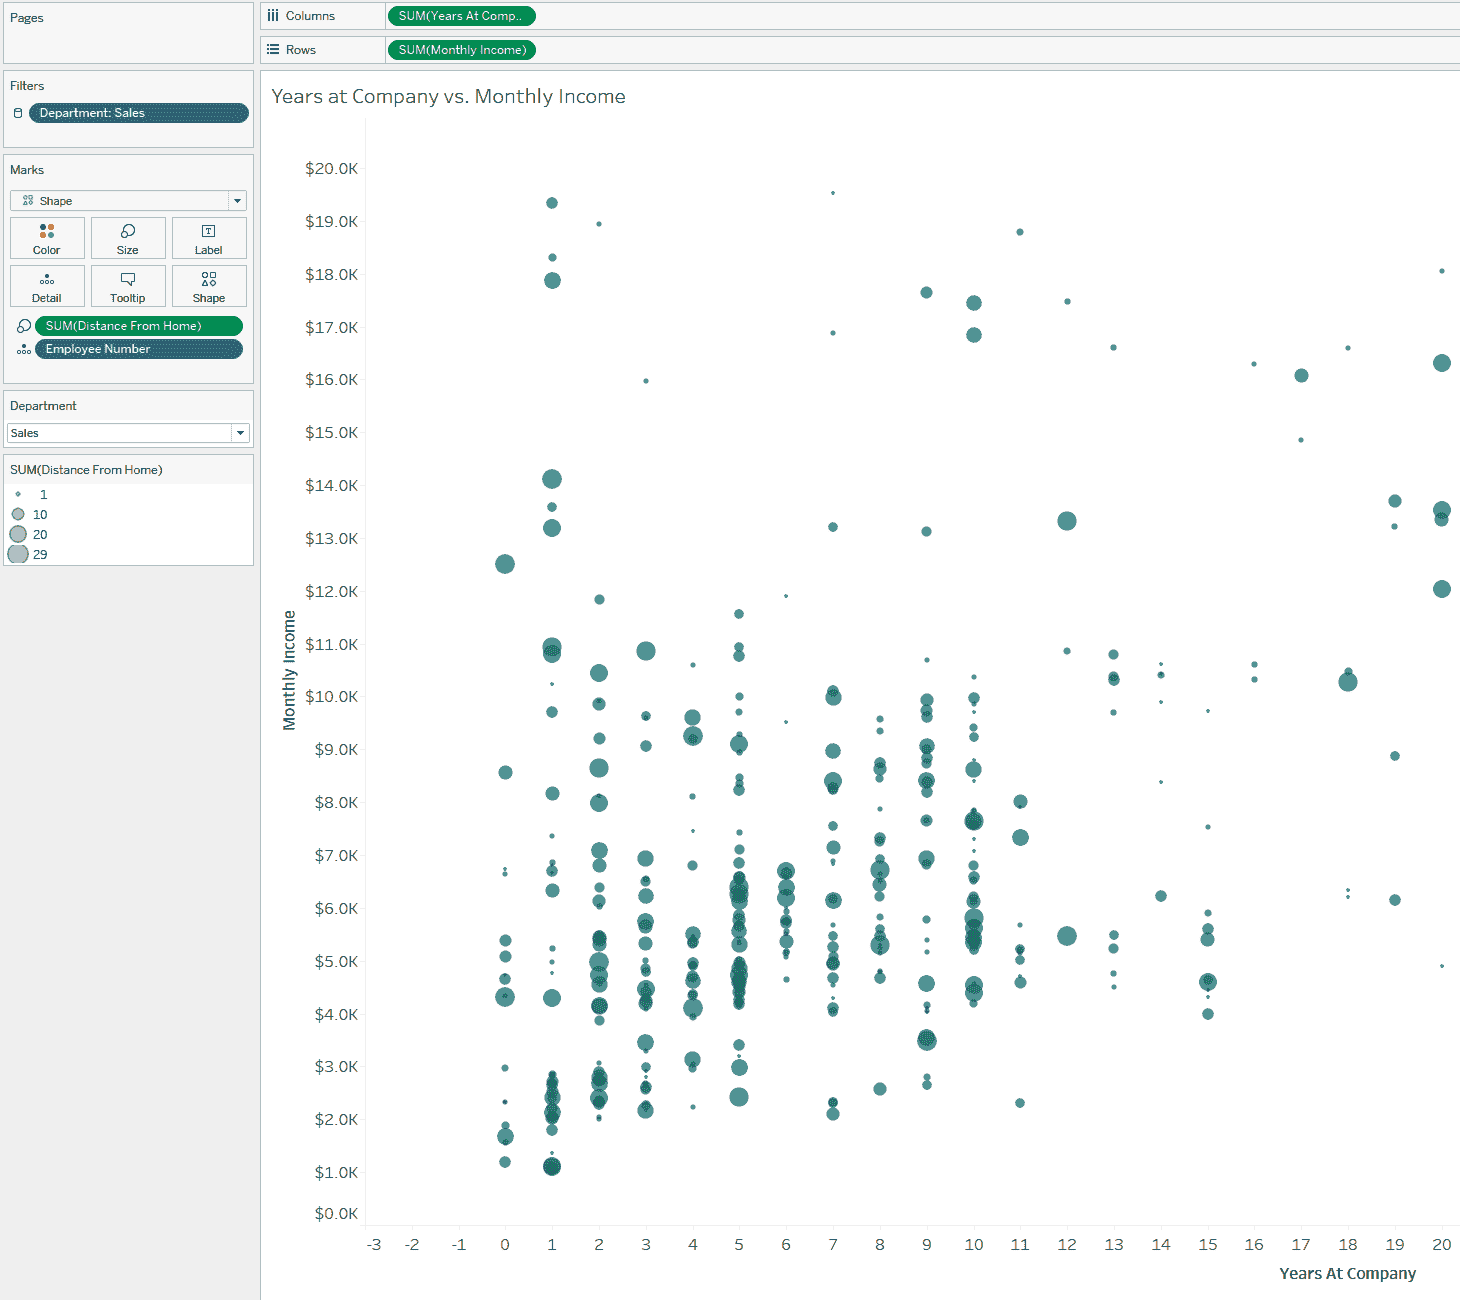 Pages
Columns
SUM(Years At Comp..
Rows
SUM(Monthly Income)
Filters
Department: Sales
Marks
Shape
Color
Size
Label
Detail
Tooltip
Shape
SUM(Distance From Home)
Employee Number
Department
Sales
SUM(Distance From Home)
1
10
20
29
Years at Company vs. Monthly Income
$20.0K
$19.0K
$18.0K
$17.0K
$16.0K
$15.0K
$14.0K
$13.0K
$12.0K
$11.0K
$10.0K
$9.0K
$8.0K
$7.0K
$6.0K
$5.0K
$4.0K
$3.0K
$2.0K
$1.0K
$0.0K
Monthly Income
-3 -2 -1 0 1 2 3 4 5 6 7 8 9 10 11 12 13 14 15 16 17 18 19 20
Years At Company